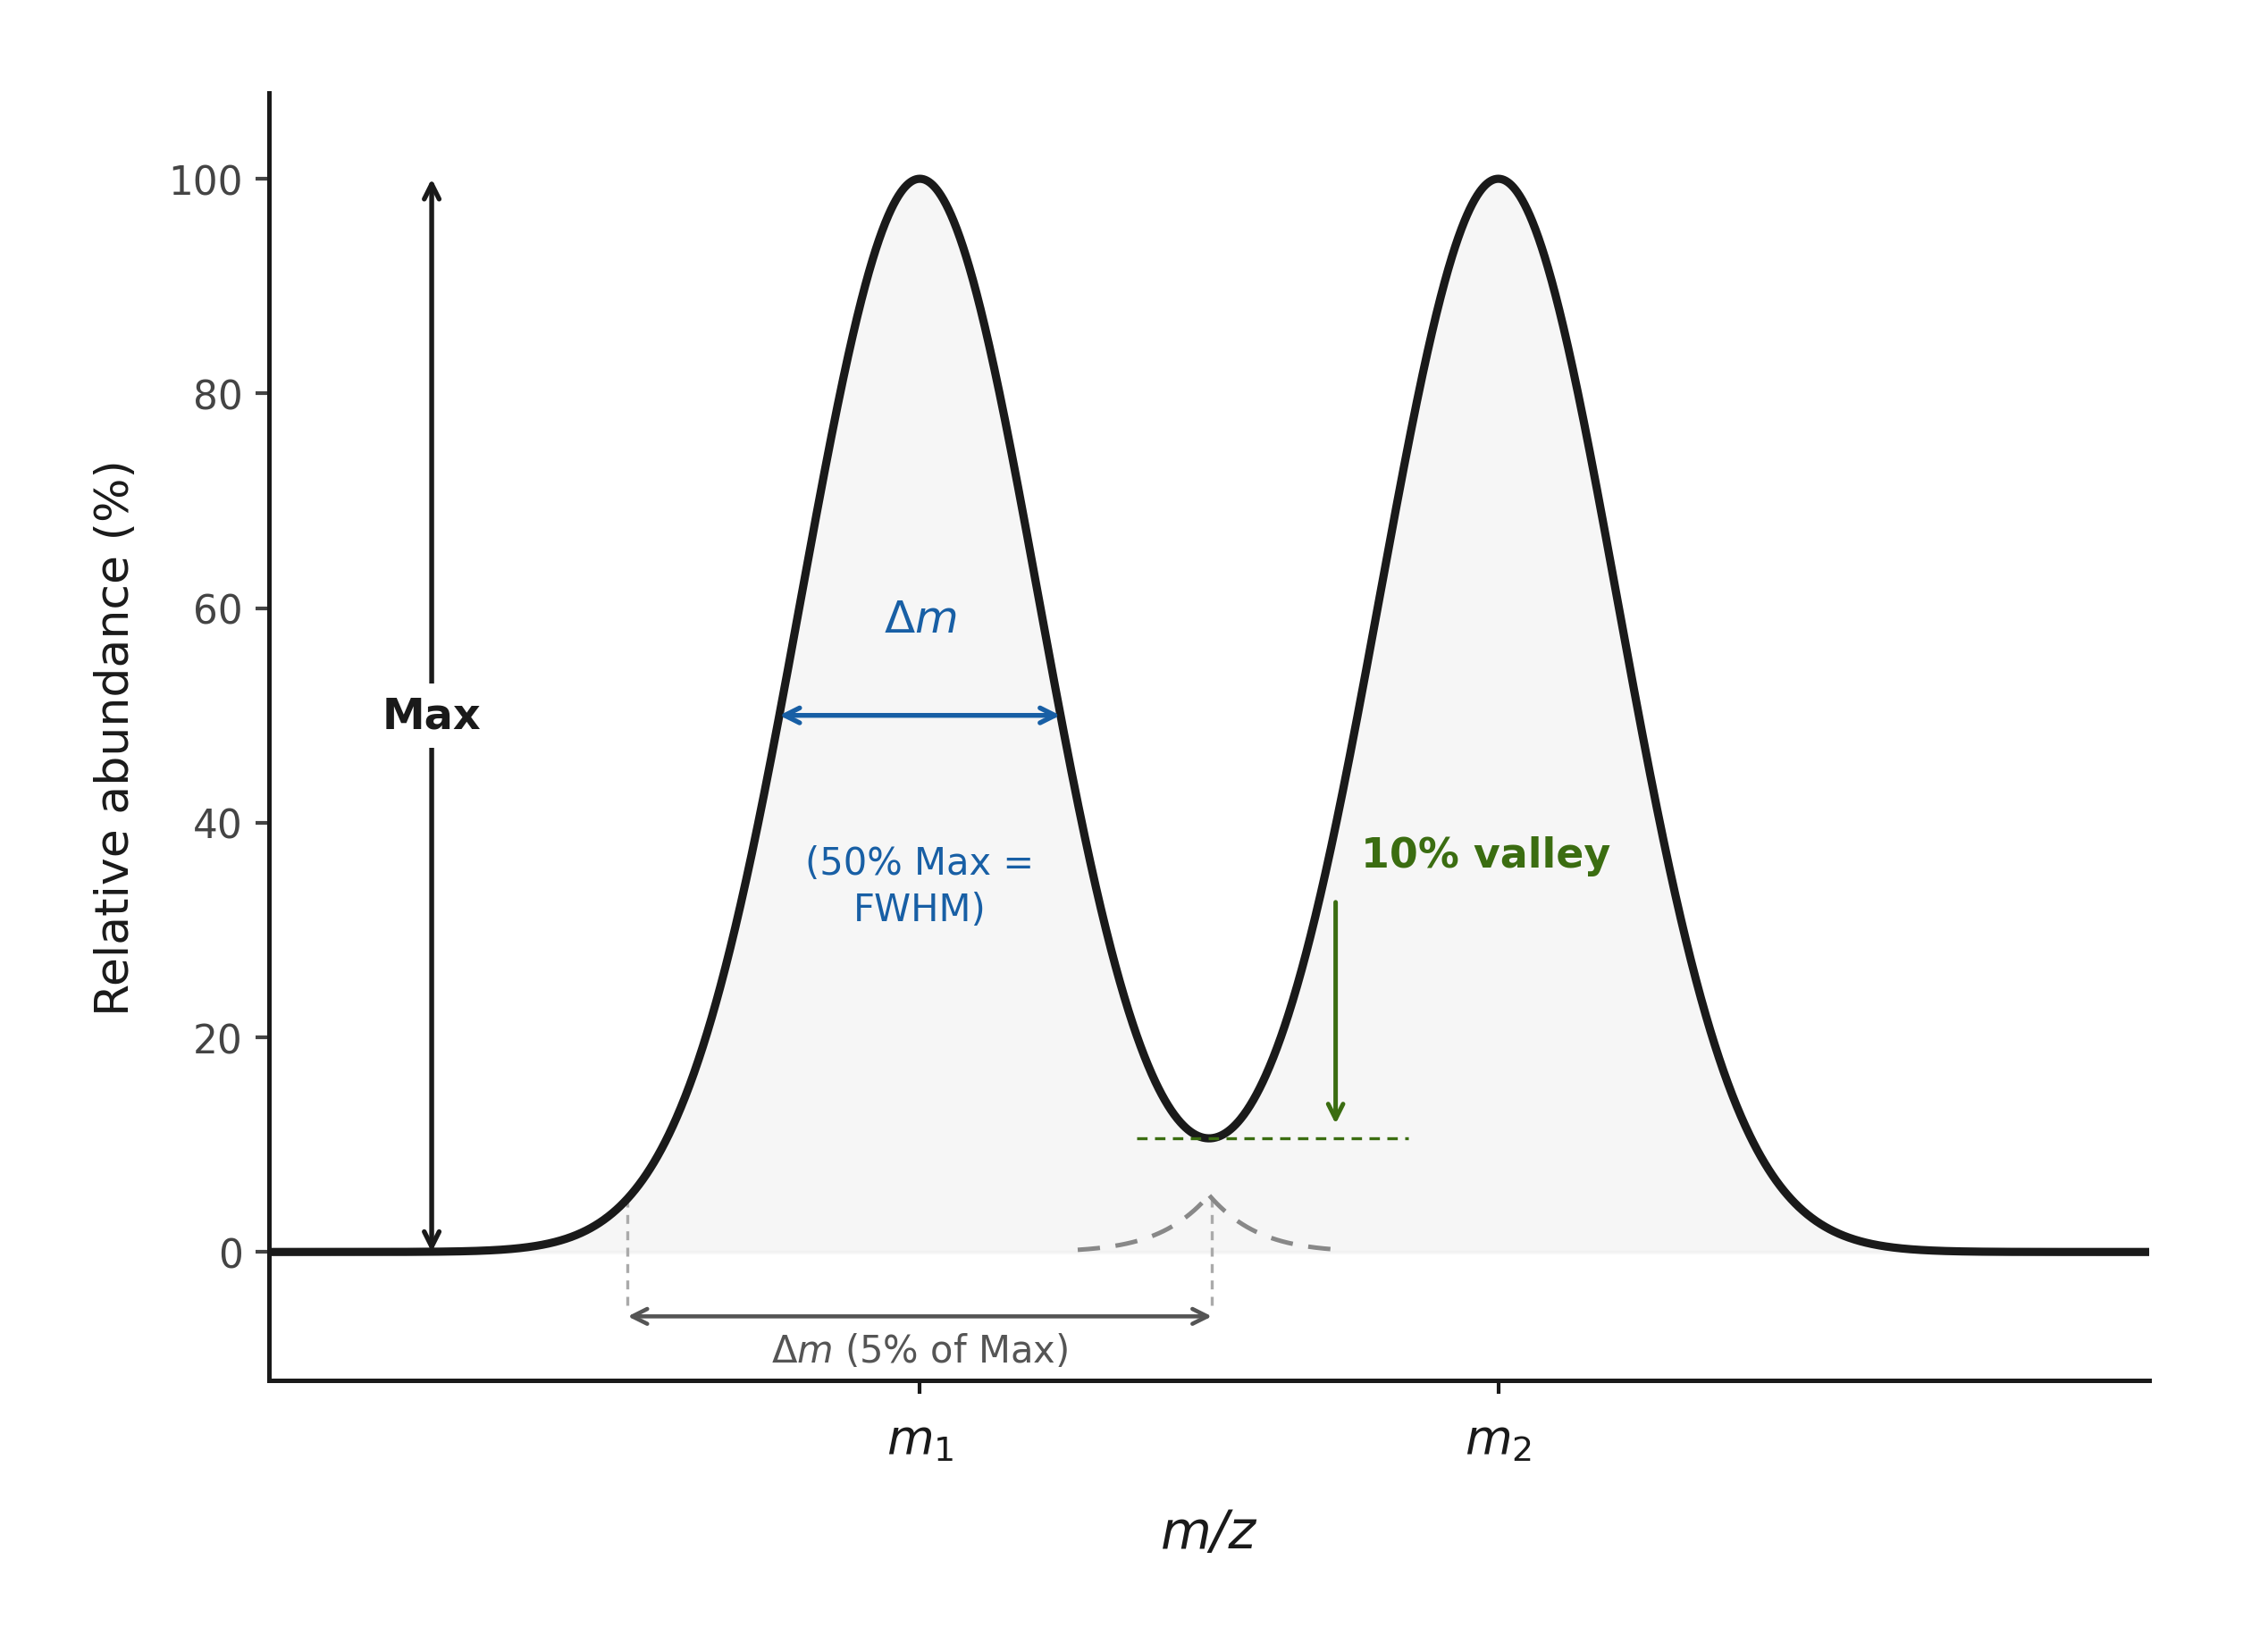 Relative abundance (%)
100
80
60
40
20
0
Max
Δm
(50% Max =
FWHM)
10% valley
Δm (5% of Max)
m₁
m₂
m/z